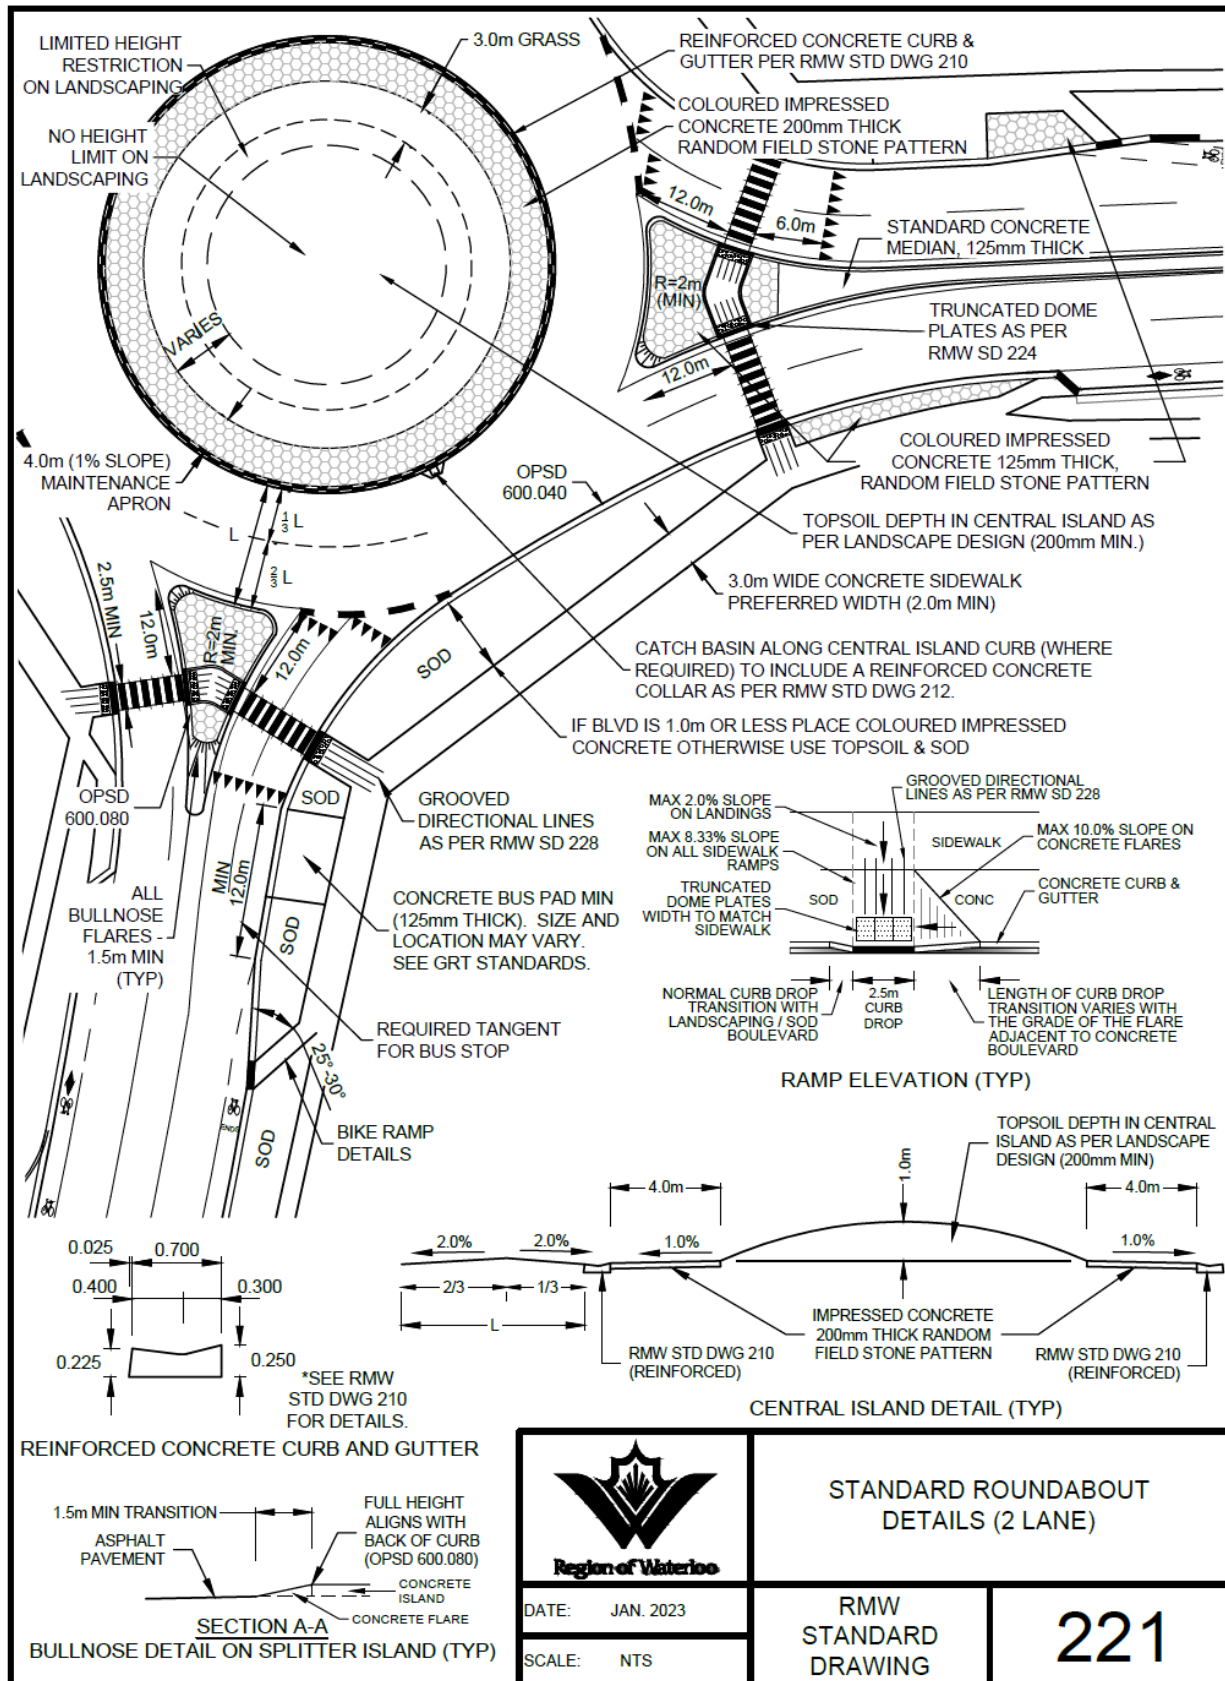 LIMITED HEIGHT
RESTRICTION
ON LANDSCAPING
NO HEIGHT
LIMIT ON
LANDSCAPING
3.0m GRASS
REINFORCED CONCRETE CURB &
GUTTER PER RMW STD DWG 210
COLOURED IMPRESSED
CONCRETE 200mm THICK
RANDOM FIELD STONE PATTERN
12.0m
6.0m
STANDARD CONCRETE
MEDIAN, 125mm THICK
R=2m
(MIN)
TRUNCATED DOME
PLATES AS PER
RMW SD 224
VARIES
12.0m
COLOURED IMPRESSED
CONCRETE 125mm THICK,
RANDOM FIELD STONE PATTERN
4.0m (1% SLOPE)
MAINTENANCE
APRON
OPSD
600.040
TOPSOIL DEPTH IN CENTRAL ISLAND AS
PER LANDSCAPE DESIGN (200mm MIN.)
L
1/3 L
2/3 L
3.0m WIDE CONCRETE SIDEWALK
PREFERRED WIDTH (2.0m MIN)
2.5m MIN
12.0m
R=2m
MIN.
12.0m
SOD
CATCH BASIN ALONG CENTRAL ISLAND CURB (WHERE
REQUIRED) TO INCLUDE A REINFORCED CONCRETE
COLLAR AS PER RMW STD DWG 212.
IF BLVD IS 1.0m OR LESS PLACE COLOURED IMPRESSED
CONCRETE OTHERWISE USE TOPSOIL & SOD
OPSD
600.080
SOD
GROOVED
DIRECTIONAL LINES
AS PER RMW SD 228
MIN
12.0m
ALL
BULLNOSE
FLARES -
1.5m MIN
(TYP)
CONCRETE BUS PAD MIN
(125mm THICK). SIZE AND
LOCATION MAY VARY.
SEE GRT STANDARDS.
SOD
REQUIRED TANGENT
FOR BUS STOP
25°-30°
BIKE RAMP
DETAILS
ENDS
SOD
MAX 2.0% SLOPE
ON LANDINGS
MAX 8.33% SLOPE
ON ALL SIDEWALK
RAMPS
TRUNCATED
DOME PLATES
WIDTH TO MATCH
SIDEWALK
GROOVED DIRECTIONAL
LINES AS PER RMW SD 228
SIDEWALK
MAX 10.0% SLOPE ON
CONCRETE FLARES
SOD
CONC
CONCRETE CURB &
GUTTER
NORMAL CURB DROP
TRANSITION WITH
LANDSCAPING / SOD
BOULEVARD
2.5m
CURB
DROP
LENGTH OF CURB DROP
TRANSITION VARIES WITH
THE GRADE OF THE FLARE
ADJACENT TO CONCRETE
BOULEVARD
RAMP ELEVATION (TYP)
TOPSOIL DEPTH IN CENTRAL
ISLAND AS PER LANDSCAPE
DESIGN (200mm MIN)
4.0m
1.0m
4.0m
2.0%
2.0%
1.0%
1.0%
2/3
1/3
L
IMPRESSED CONCRETE
200mm THICK RANDOM
FIELD STONE PATTERN
RMW STD DWG 210
(REINFORCED)
RMW STD DWG 210
(REINFORCED)
CENTRAL ISLAND DETAIL (TYP)
0.025
0.700
0.400
0.300
0.225
0.250
*SEE RMW
STD DWG 210
FOR DETAILS.
REINFORCED CONCRETE CURB AND GUTTER
1.5m MIN TRANSITION
ASPHALT
PAVEMENT
FULL HEIGHT
ALIGNS WITH
BACK OF CURB
(OPSD 600.080)
CONCRETE
ISLAND
CONCRETE FLARE
SECTION A-A
BULLNOSE DETAIL ON SPLITTER ISLAND (TYP)
Region of Waterloo
STANDARD ROUNDABOUT
DETAILS (2 LANE)
DATE: JAN. 2023
SCALE: NTS
RMW
STANDARD
DRAWING
221